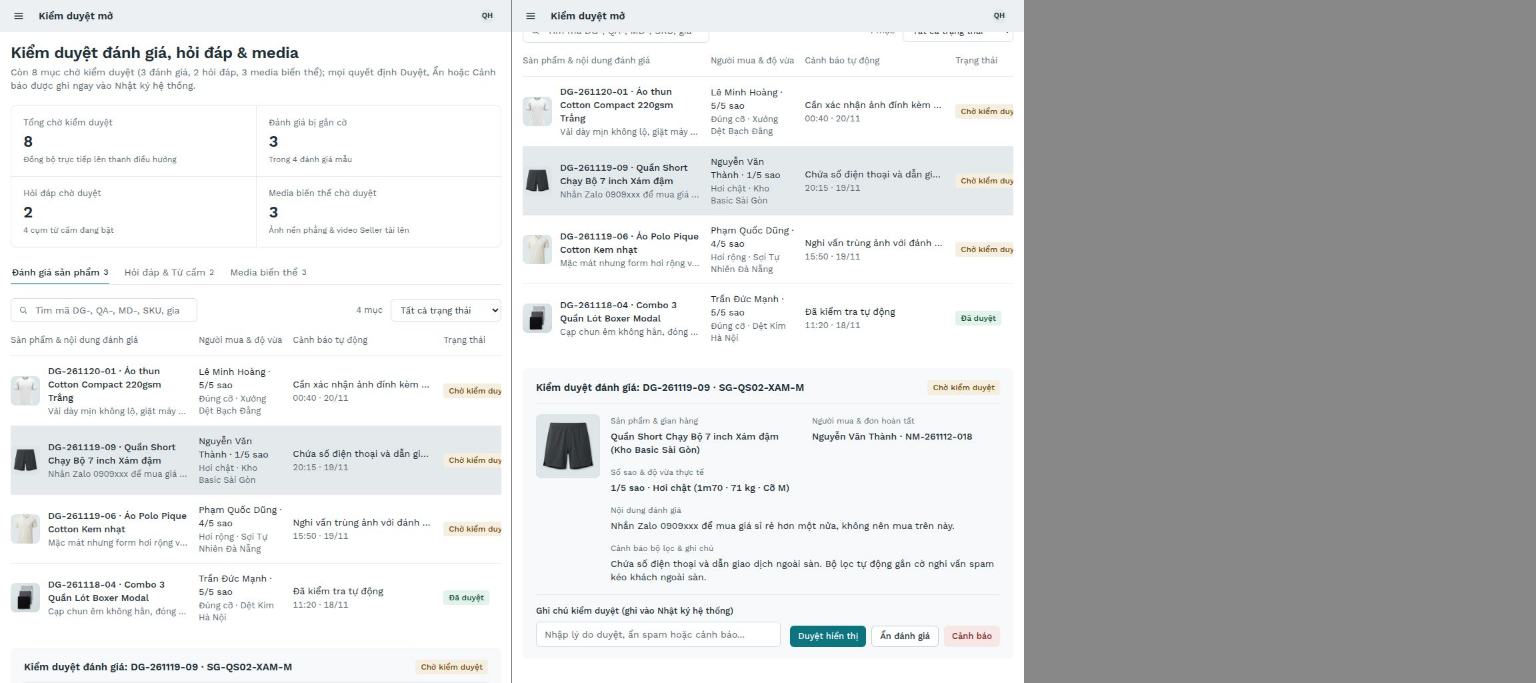 Kiểm duyệt mở
QH
Kiểm duyệt đánh giá, hỏi đáp & media
Còn 8 mục chờ kiểm duyệt (3 đánh giá, 2 hỏi đáp, 3 media biến thể); mọi quyết định Duyệt, Ẩn hoặc Cảnh
báo được ghi ngay vào Nhật ký hệ thống.
Tổng chờ kiểm duyệt
8
Đồng bộ trực tiếp lên thanh điều hướng
Đánh giá bị gắn cờ
3
Trong 4 đánh giá mẫu
Hỏi đáp chờ duyệt
2
4 cụm từ cấm đang bật
Media biến thể chờ duyệt
3
Ảnh nền phẳng & video Seller tải lên
Đánh giá sản phẩm 3
Hỏi đáp & Từ cấm 2
Media biến thể 3
Tìm mã DG-, QA-, MD-, SKU, gia
4 mục
Tất cả trạng thái
Sản phẩm & nội dung đánh giá
Người mua & độ vừa
Cảnh báo tự động
Trạng thái
DG-261120-01 · Áo thun
Cotton Compact 220gsm
Trắng
Vải dày mịn không lộ, giặt máy ...
Lê Minh Hoàng ·
5/5 sao
Đúng cỡ · Xưởng
Dệt Bạch Đằng
Cần xác nhận ảnh đính kèm ...
00:40 · 20/11
Chờ kiểm duy
DG-261119-09 · Quần Short
Chạy Bộ 7 inch Xám đậm
Nhắn Zalo 0909xxx để mua giá ...
Nguyễn Văn
Thành · 1/5 sao
Hơi chật · Kho
Basic Sài Gòn
Chứa số điện thoại và dẫn gi...
20:15 · 19/11
Chờ kiểm duy
DG-261119-06 · Áo Polo Pique
Cotton Kem nhạt
Mặc mát nhưng form hơi rộng v...
Phạm Quốc Dũng ·
4/5 sao
Hơi rộng · Sợi Tự
Nhiên Đà Nẵng
Nghi vấn trùng ảnh với đánh ...
15:50 · 19/11
Chờ kiểm duy
DG-261118-04 · Combo 3
Quần Lót Boxer Modal
Cạp chun êm không hằn, đóng ...
Trần Đức Mạnh ·
5/5 sao
Đúng cỡ · Dệt Kim
Hà Nội
Đã kiểm tra tự động
11:20 · 18/11
Đã duyệt
Kiểm duyệt đánh giá: DG-261119-09 · SG-QS02-XAM-M
Chờ kiểm duyệt
Kiểm duyệt mở
QH
Tìm mã DG-, QA-, MD-, SKU, gia
4 mục
Tất cả trạng thái
Sản phẩm & nội dung đánh giá
Người mua & độ vừa
Cảnh báo tự động
Trạng thái
DG-261120-01 · Áo thun
Cotton Compact 220gsm
Trắng
Vải dày mịn không lộ, giặt máy ...
Lê Minh Hoàng ·
5/5 sao
Đúng cỡ · Xưởng
Dệt Bạch Đằng
Cần xác nhận ảnh đính kèm ...
00:40 · 20/11
Chờ kiểm duy
DG-261119-09 · Quần Short
Chạy Bộ 7 inch Xám đậm
Nhắn Zalo 0909xxx để mua giá ...
Nguyễn Văn
Thành · 1/5 sao
Hơi chật · Kho
Basic Sài Gòn
Chứa số điện thoại và dẫn gi...
20:15 · 19/11
Chờ kiểm duy
DG-261119-06 · Áo Polo Pique
Cotton Kem nhạt
Mặc mát nhưng form hơi rộng v...
Phạm Quốc Dũng ·
4/5 sao
Hơi rộng · Sợi Tự
Nhiên Đà Nẵng
Nghi vấn trùng ảnh với đánh ...
15:50 · 19/11
Chờ kiểm duy
DG-261118-04 · Combo 3
Quần Lót Boxer Modal
Cạp chun êm không hằn, đóng ...
Trần Đức Mạnh ·
5/5 sao
Đúng cỡ · Dệt Kim
Hà Nội
Đã kiểm tra tự động
11:20 · 18/11
Đã duyệt
Kiểm duyệt đánh giá: DG-261119-09 · SG-QS02-XAM-M
Chờ kiểm duyệt
Sản phẩm & gian hàng
Quần Short Chạy Bộ 7 inch Xám đậm
(Kho Basic Sài Gòn)
Người mua & đơn hoàn tất
Nguyễn Văn Thành · NM-261112-018
Số sao & độ vừa thực tế
1/5 sao · Hơi chật (1m70 · 71 kg · Cỡ M)
Nội dung đánh giá
Nhắn Zalo 0909xxx để mua giá sỉ rẻ hơn một nửa, không nên mua trên này.
Cảnh báo bộ lọc & ghi chú
Chứa số điện thoại và dẫn giao dịch ngoài sàn. Bộ lọc tự động gắn cờ nghi vấn spam
kéo khách ngoài sàn.
Ghi chú kiểm duyệt (ghi vào Nhật ký hệ thống)
Nhập lý do duyệt, ẩn spam hoặc cảnh báo...
Duyệt hiển thị
Ẩn đánh giá
Cảnh báo